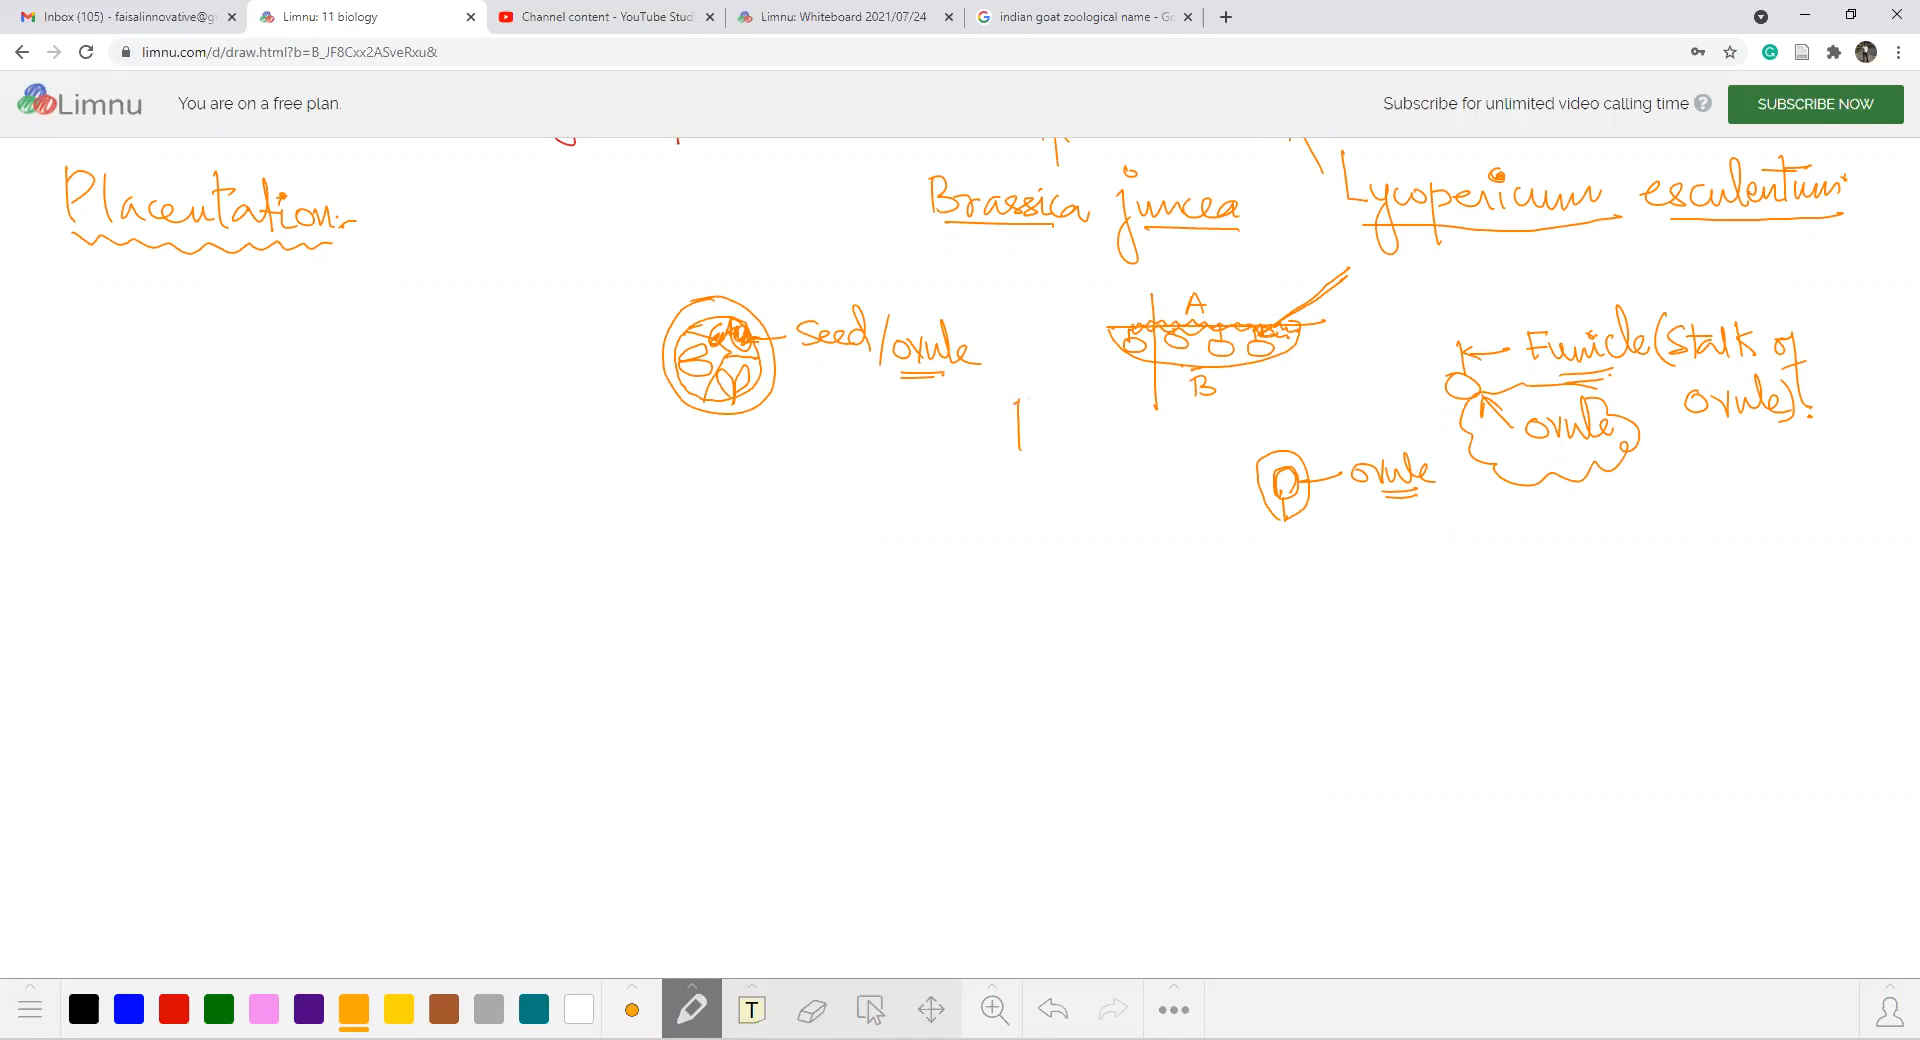 Inbox (105) - faisalinnovative@g
Limnu: 11 biology
Channel content - YouTube Stud
Limnu: Whiteboard 2021/07/24
indian goat zoological name - Go
limnu.com/d/draw.html?b=B_JF8Cxx2ASveRxu&
Limnu
You are on a free plan.
Subscribe for unlimited video calling time ?
SUBSCRIBE NOW
Placentation:-
Brassica juncea
Lycopericum esculentum
seed/ovule
A
B
Funicle (stalk of
ovule).
ovule
ovule
T